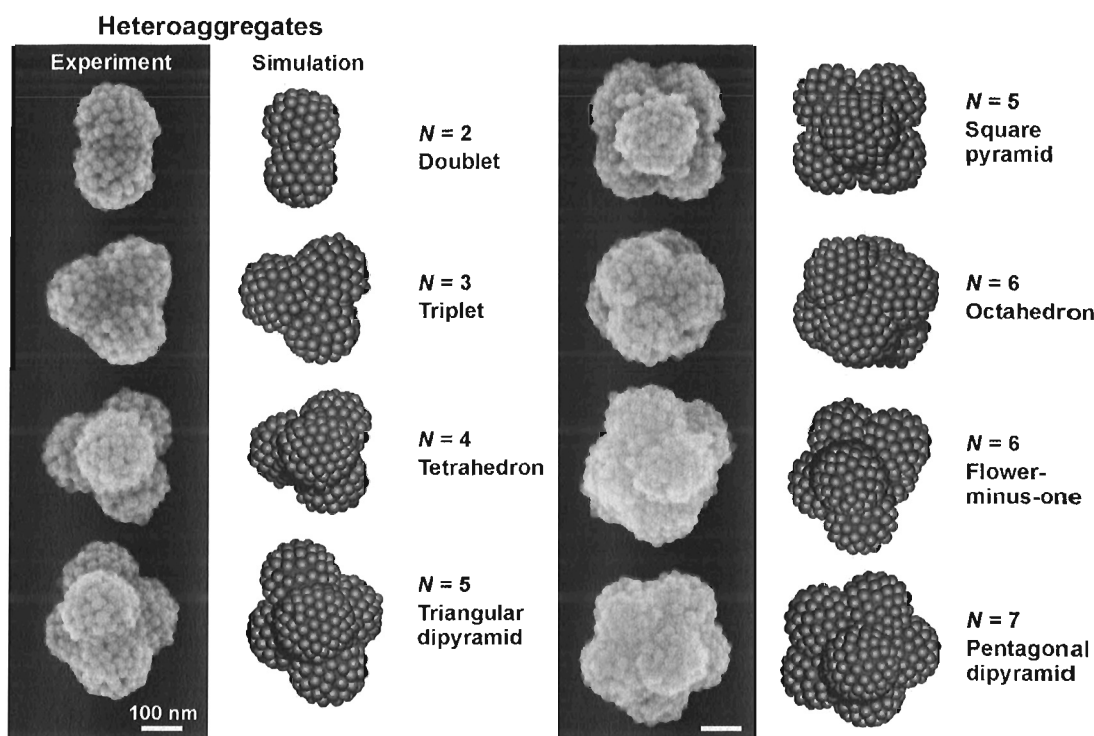 Heteroaggregates
Experiment
Simulation
N = 2
Doublet
N = 3
Triplet
N = 4
Tetrahedron
N = 5
Triangular
dipyramid
100 nm
N = 5
Square
pyramid
N = 6
Octahedron
N = 6
Flower-
minus-one
N = 7
Pentagonal
dipyramid